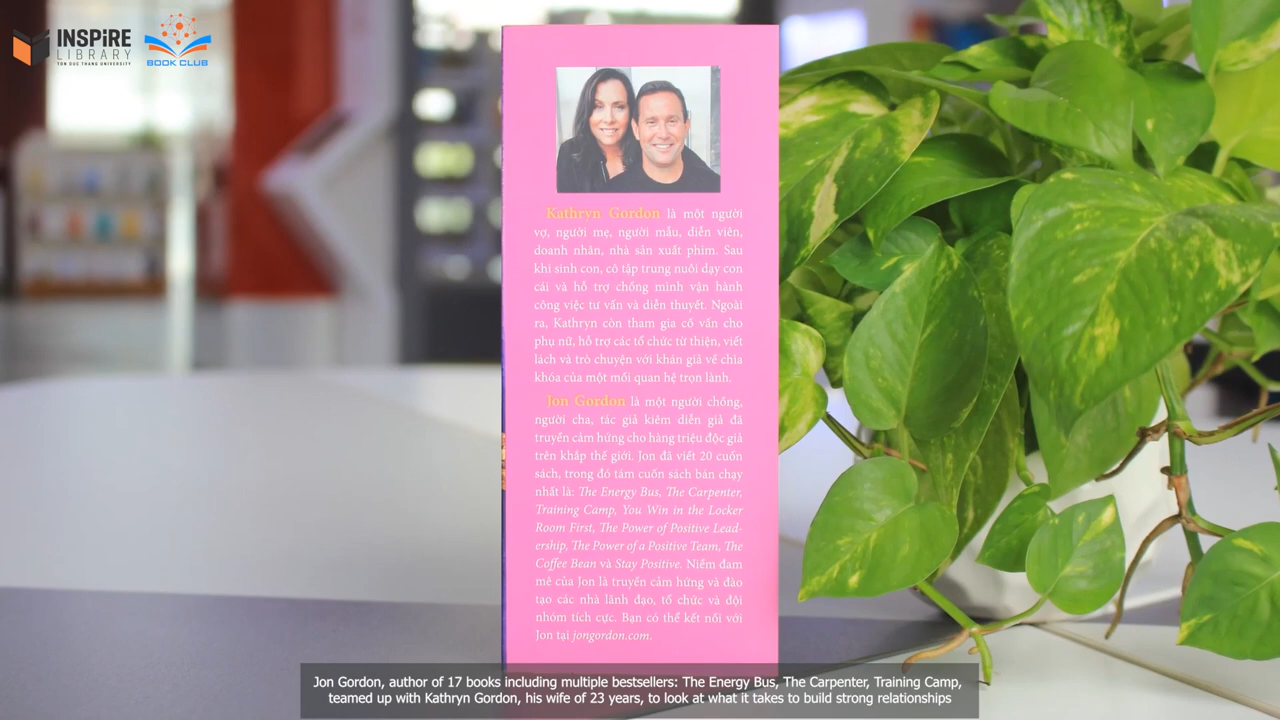 INSPiRE
LIBRARY
TON DUC THANG UNIVERSITY
BOOK CLUB
Kathryn Gordon là một người
vợ, người mẹ, người mẫu, diễn viên,
doanh nhân, nhà sản xuất phim. Sau
khi sinh con, cô tập trung nuôi dạy con
cái và hỗ trợ chồng mình vận hành
công việc tư vấn và diễn thuyết. Ngoài
ra, Kathryn còn tham gia cố vấn cho
phụ nữ, hỗ trợ các tổ chức từ thiện, viết
lách và trò chuyện với khán giả về chìa
khóa của một mối quan hệ trọn lành.
Jon Gordon là một người chồng,
người cha, tác giả kiêm diễn giả đã
truyền cảm hứng cho hàng triệu độc giả
trên khắp thế giới. Jon đã viết 20 cuốn
sách, trong đó tám cuốn sách bán chạy
nhất là: The Energy Bus, The Carpenter,
Training Camp, You Win in the Locker
Room First, The Power of Positive Lead-
ership, The Power of a Positive Team, The
Coffee Bean và Stay Positive. Niềm đam
mê của Jon là truyền cảm hứng và đào
tạo các nhà lãnh đạo, tổ chức và đội
nhóm tích cực. Bạn có thể kết nối với
Jon tại jongordon.com.
Jon Gordon, author of 17 books including multiple bestsellers: The Energy Bus, The Carpenter, Training Camp,
teamed up with Kathryn Gordon, his wife of 23 years, to look at what it takes to build strong relationships